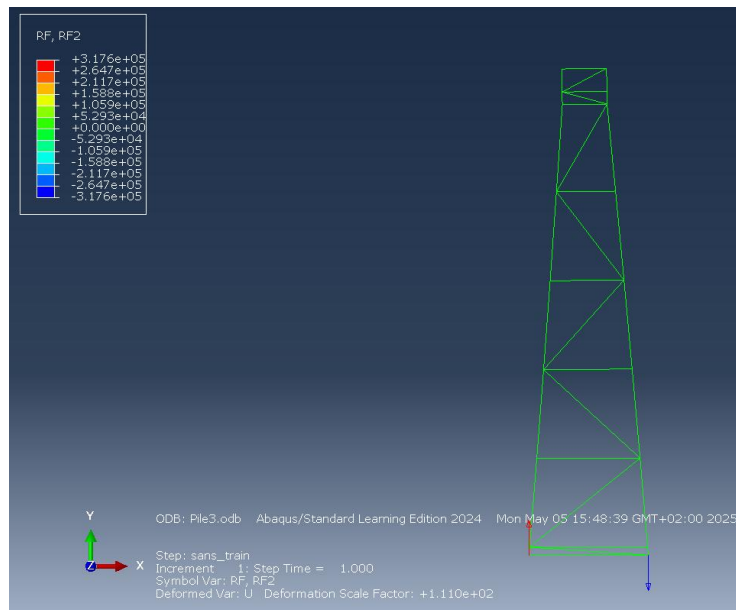 RF, RF2
+3.176e+05
+2.647e+05
+2.117e+05
+1.588e+05
+1.059e+05
+5.293e+04
+0.000e+00
-5.293e+04
-1.059e+05
-1.588e+05
-2.117e+05
-2.647e+05
-3.176e+05
Y
Z
X
ODB: Pile3.odb Abaqus/Standard Learning Edition 2024 Mon May 05 15:48:39 GMT+02:00 2025
Step: sans_train
Increment 1: Step Time = 1.000
Symbol Var: RF, RF2
Deformed Var: U Deformation Scale Factor: +1.110e+02